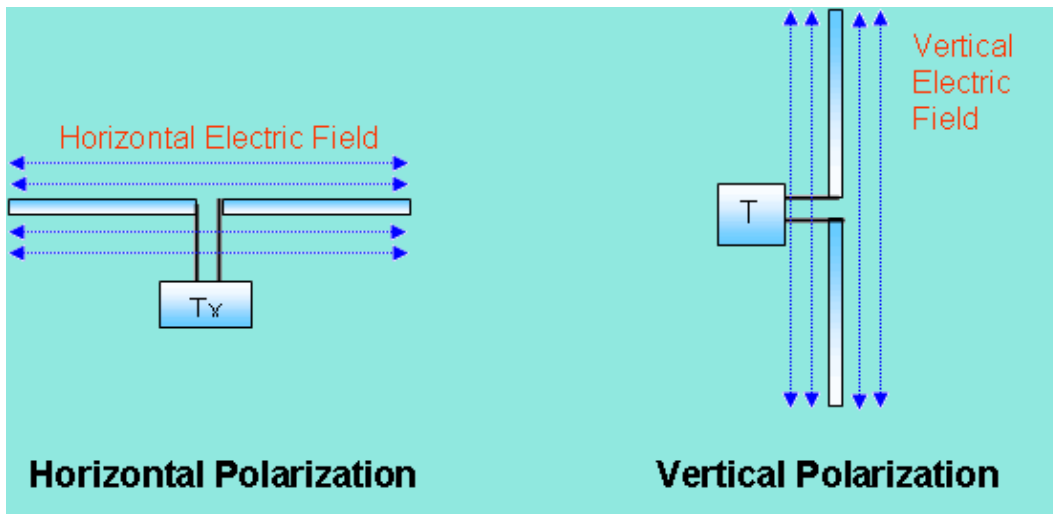 Horizontal Electric Field
Tx
Horizontal Polarization
Vertical
Electric
Field
T
Vertical Polarization